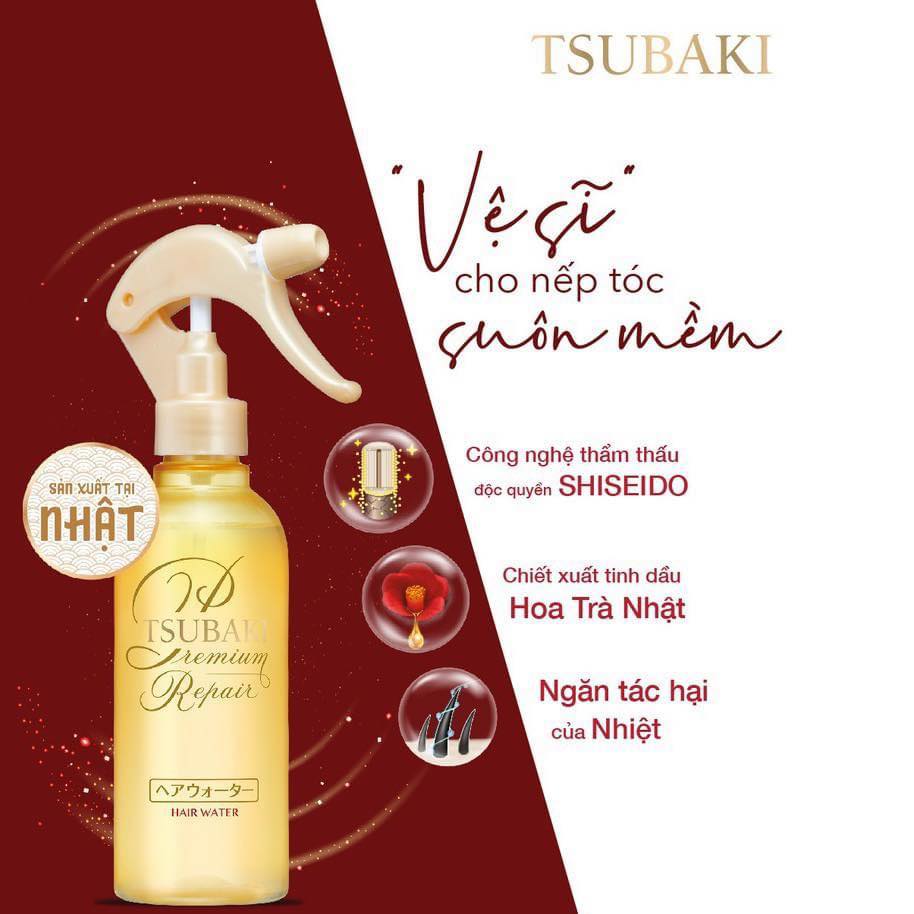 TSUBAKI
"Vệ sĩ"
cho nếp tóc
suôn mềm
SẢN XUẤT TẠI
NHẬT
Công nghệ thẩm thấu
độc quyền SHISEIDO
Chiết xuất tinh dầu
Hoa Trà Nhật
Ngăn tác hại
của Nhiệt
TSUBAKI
Premium
Repair
ヘアウォーター
HAIR WATER